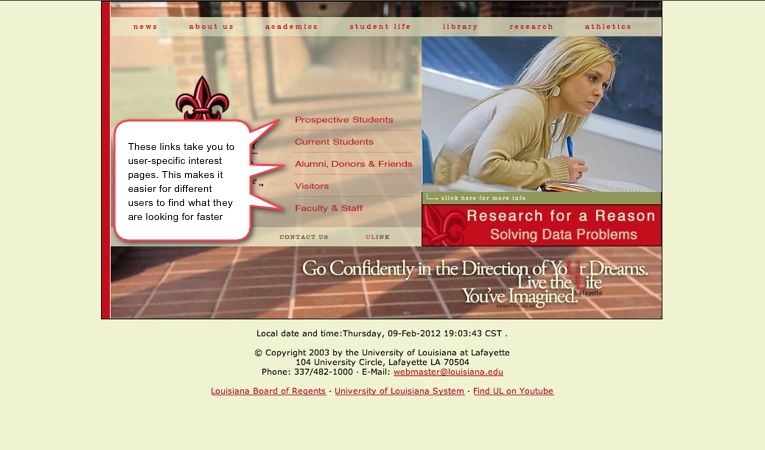 news about us academics student life library research athletics
Prospective Students
Current Students
Alumni, Donors & Friends
Visitors
Faculty & Staff
These links take you to
user-specific interest
pages. This makes it
easier for different
users to find what they
are looking for faster
click here for more info
Research for a Reason
Solving Data Problems
CONTACT US ULINK
Go Confidently in the Direction of Your Dreams.
Live the Life
You've Imagined.
Lafayette
Local date and time:Thursday, 09-Feb-2012 19:03:43 CST .
© Copyright 2003 by the University of Louisiana at Lafayette
104 University Circle, Lafayette LA 70504
Phone: 337/482-1000 · E-Mail: webmaster@louisiana.edu
Louisiana Board of Regents · University of Louisiana System · Find UL on Youtube